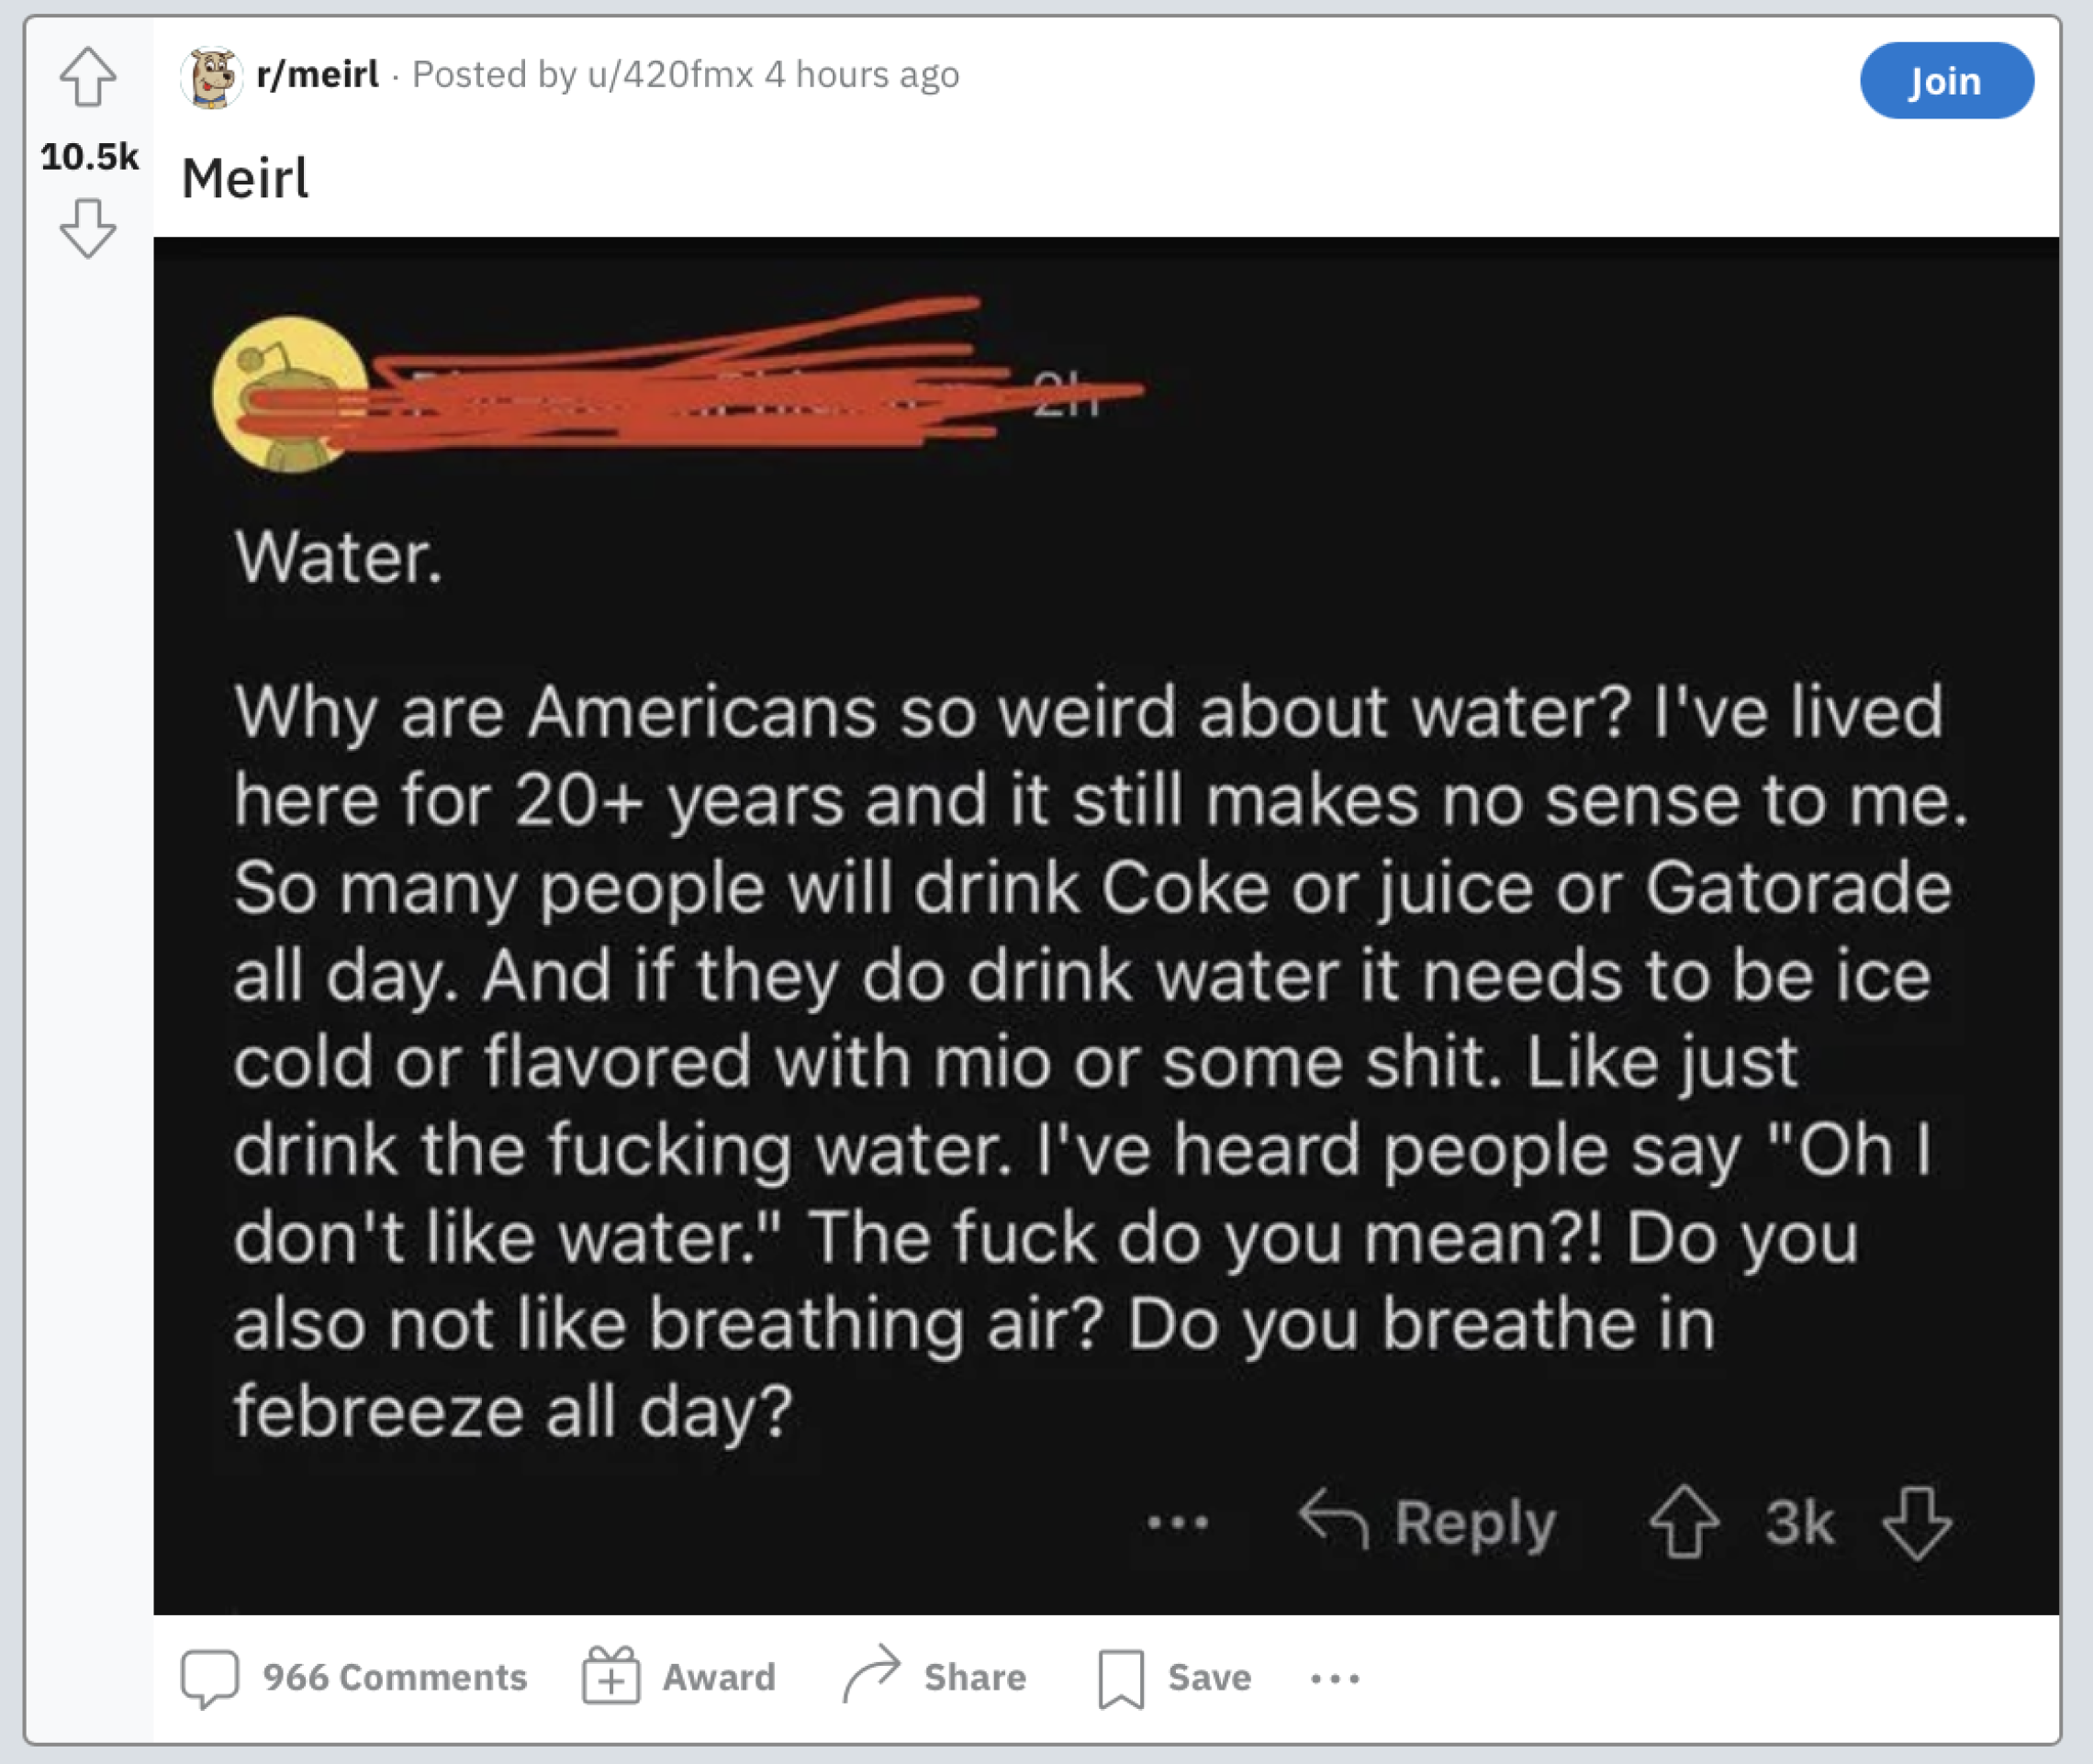 r/meirl · Posted by u/420fmx 4 hours ago
Join
10.5k
Meirl
2h
Water.
Why are Americans so weird about water? I've lived
here for 20+ years and it still makes no sense to me.
So many people will drink Coke or juice or Gatorade
all day. And if they do drink water it needs to be ice
cold or flavored with mio or some shit. Like just
drink the fucking water. I've heard people say "Oh I
don't like water." The fuck do you mean?! Do you
also not like breathing air? Do you breathe in
febreeze all day?
... Reply 3k
966 Comments Award Share Save ...